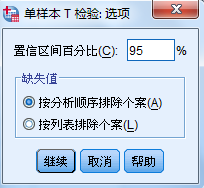 单样本 T 检验: 选项
置信区间百分比(C): 95 %
缺失值
按分析顺序排除个案(A)
按列表排除个案(L)
继续 取消 帮助